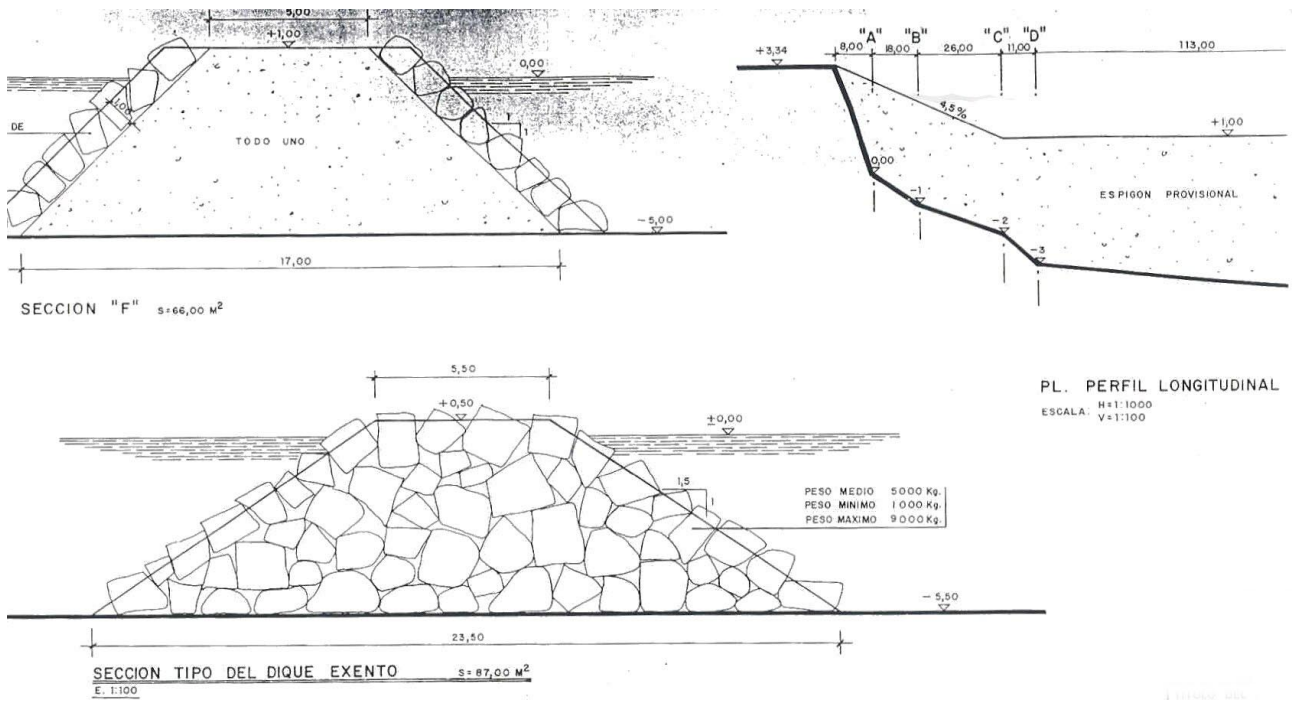 5,00
+1,00
0,00
1,00
DE
1
1
TODO UNO
-5,00
17,00
SECCION "F" S=66,00 M²
"A" "B" "C" "D"
+3,34
8,00 18,00 26,00 11,00 113,00
4,5%
+1,00
0,00
-1
-2
-3
ESPIGON PROVISIONAL
PL. PERFIL LONGITUDINAL
ESCALA: H=1:1000
V=1:100
5,50
+0,50
±0,00
1,5
1
PESO MEDIO 5000 Kg.
PESO MINIMO 1000 Kg.
PESO MAXIMO 9000 Kg.
-5,50
23,50
SECCION TIPO DEL DIQUE EXENTO S=87,00 M²
E. 1:100